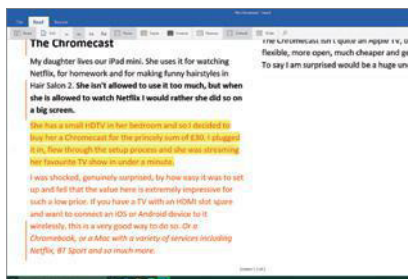 Read
The Chromecast
My daughter lives our iPad mini. She uses it for watching
Netflix, for homework and for making funny hairstyles in
Hair Salon 2. She isn't allowed to use it too much, but when
she is allowed to watch Netflix I would rather she did so on
a big screen.
She has a small HDTV in her bedroom and so I decided to
buy her a Chromecast for the princely sum of £30. I plugged
it in, flew through the setup process and she was streaming
her favourite TV show in under a minute.
I was shocked, genuinely surprised, by how easy it was to set
up and fell that the value here is extremely impressive for
such a low price. If you have a TV with an HDMI slot spare
and want to connect an iOS or Android device to it
wirelessly, this is a very good way to do so. Or a
Chromebook, or a Mac with a variety of services including
Netflix, BT Sport and so much more.
The Chromecast isn't quite an Apple TV,
flexible, more open, much cheaper and
To say I am surprised would be a huge